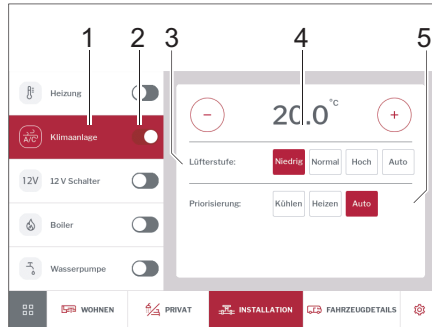 1 2 3 4 5
Heizung
− 20.0 °C +
A/C Klimaanlage
Lüfterstufe: Niedrig Normal Hoch Auto
12V 12 V Schalter
Priorisierung: Kühlen Heizen Auto
Boiler
Wasserpumpe
WOHNEN PRIVAT INSTALLATION FAHRZEUGDETAILS